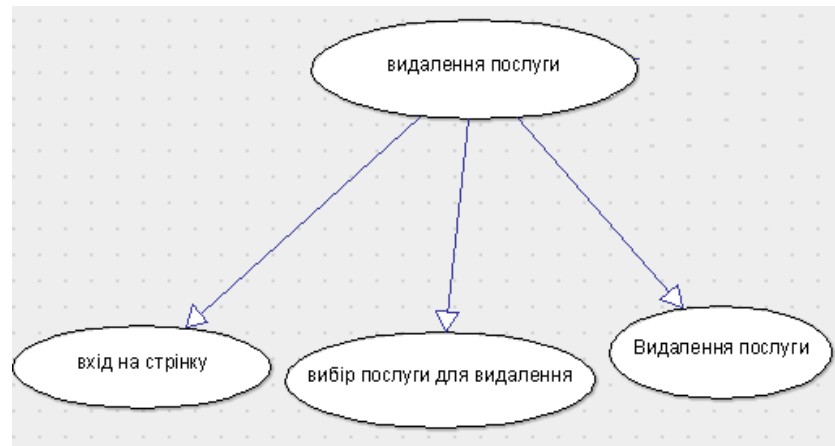 видалення послуги
вхід на стрінку
вибір послуги для видалення
Видалення послуги